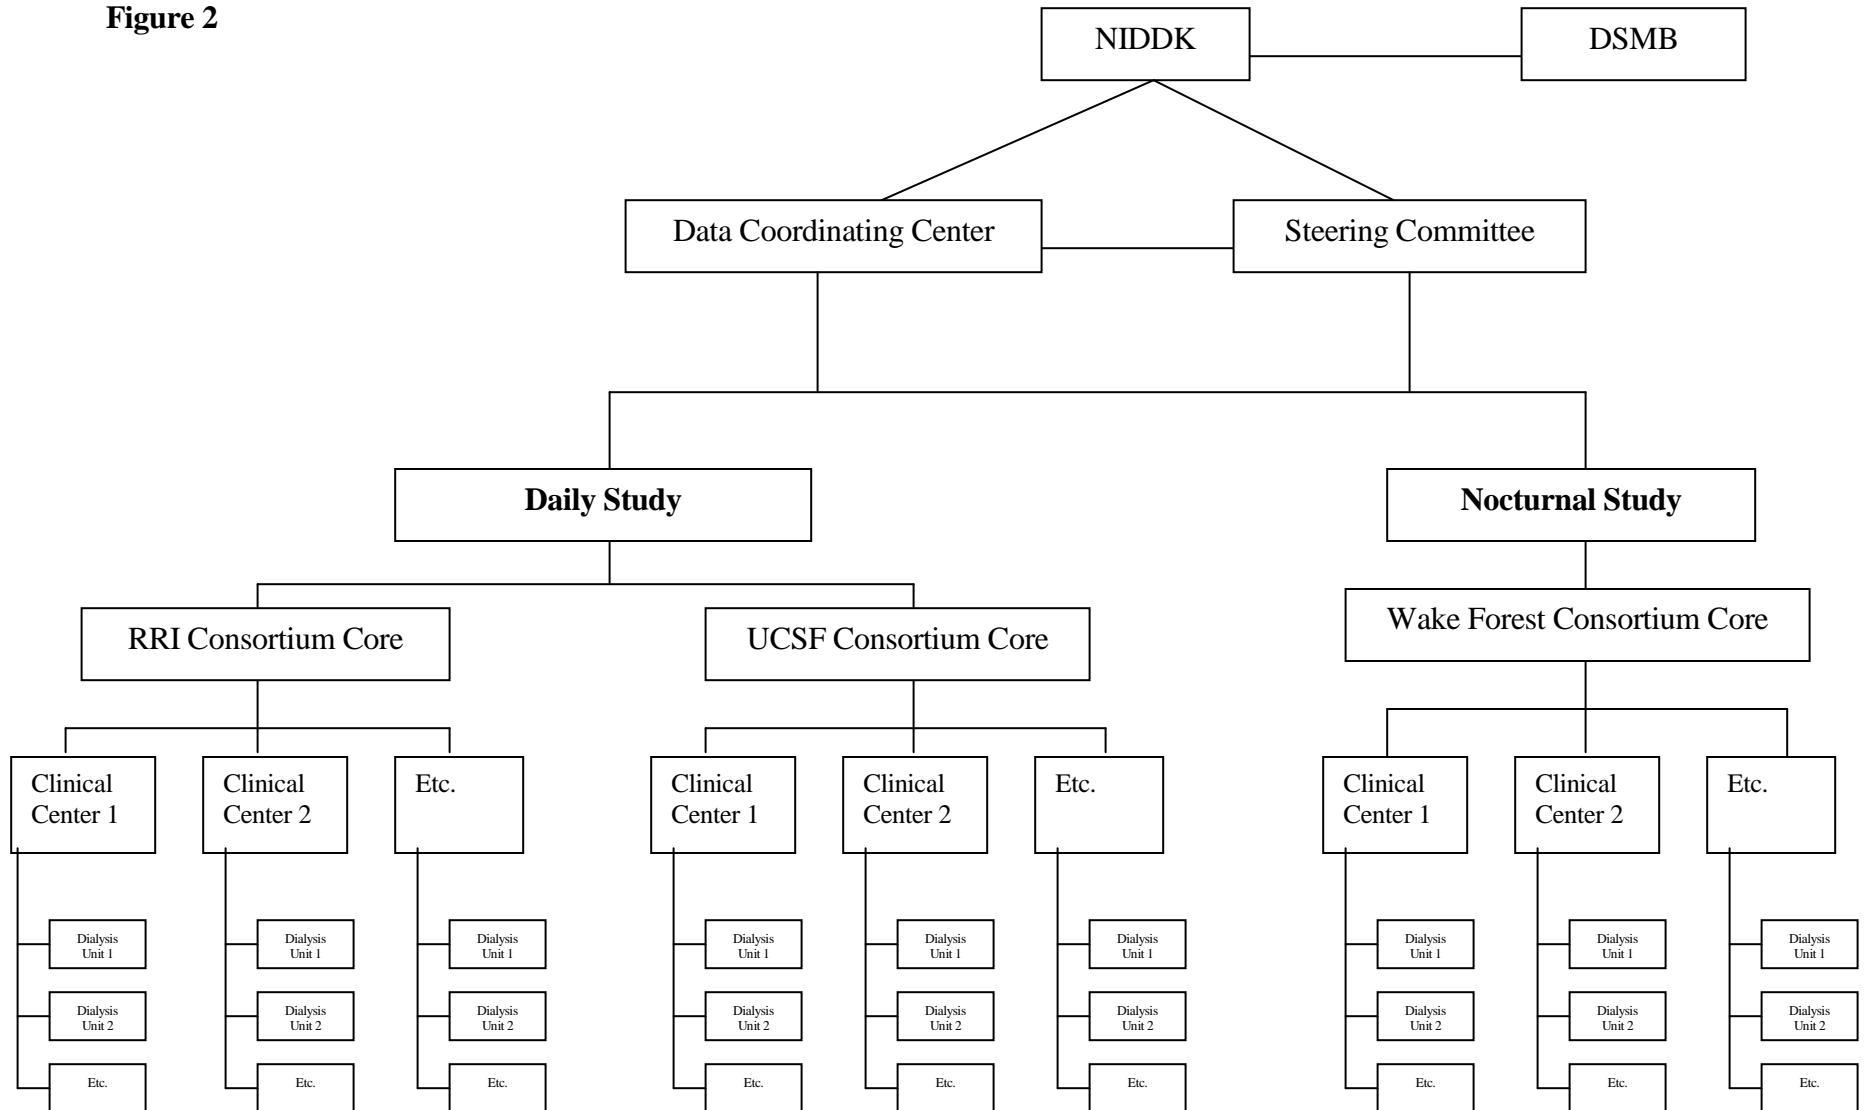 Figure 2
NIDDK
DSMB
Data Coordinating Center
Steering Committee
Daily Study
Nocturnal Study
RRI Consortium Core
UCSF Consortium Core
Wake Forest Consortium Core
Clinical
Center 1
Clinical
Center 2
Etc.
Clinical
Center 1
Clinical
Center 2
Etc.
Clinical
Center 1
Clinical
Center 2
Etc.
Dialysis
Unit 1
Dialysis
Unit 1
Dialysis
Unit 1
Dialysis
Unit 1
Dialysis
Unit 1
Dialysis
Unit 1
Dialysis
Unit 1
Dialysis
Unit 1
Dialysis
Unit 1
Dialysis
Unit 2
Dialysis
Unit 2
Dialysis
Unit 2
Dialysis
Unit 2
Dialysis
Unit 2
Dialysis
Unit 2
Dialysis
Unit 2
Dialysis
Unit 2
Dialysis
Unit 2
Etc.
Etc.
Etc.
Etc.
Etc.
Etc.
Etc.
Etc.
Etc.